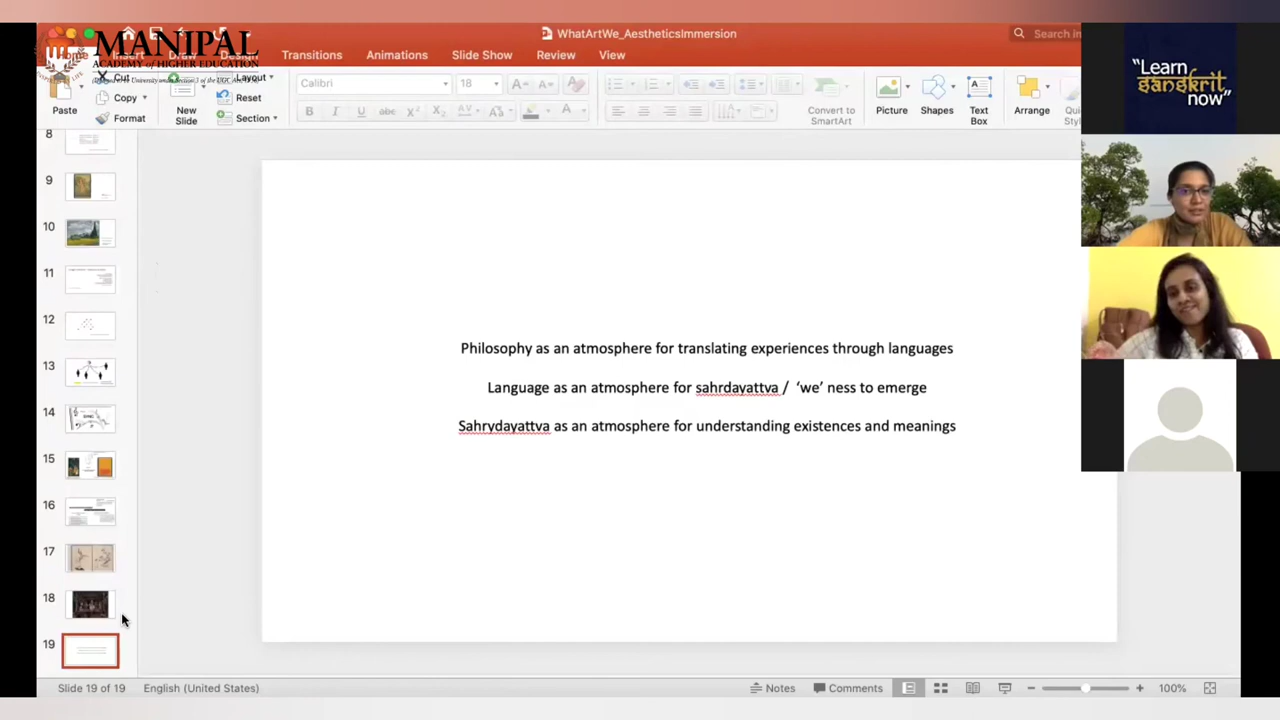 WhatArtWe_AestheticsImmersion
Search in
MANIPAL
ACADEMY of HIGHER EDUCATION
Home
Insert
Draw
Design
Transitions
Animations
Slide Show
Review
View
Cut
Copy
Format
Paste
New
Slide
Layout
Reset
Section
Calibri
18
Convert to
SmartArt
Picture
Shapes
Text
Box
Arrange
"Learn
sanskrit
now"
8
9
10
11
12
13
14
15
16
17
18
19
Philosophy as an atmosphere for translating experiences through languages
Language as an atmosphere for sahrdayattva / ‘we’ ness to emerge
Sahrydayattva as an atmosphere for understanding existences and meanings
Slide 19 of 19
English (United States)
Notes
Comments
100%